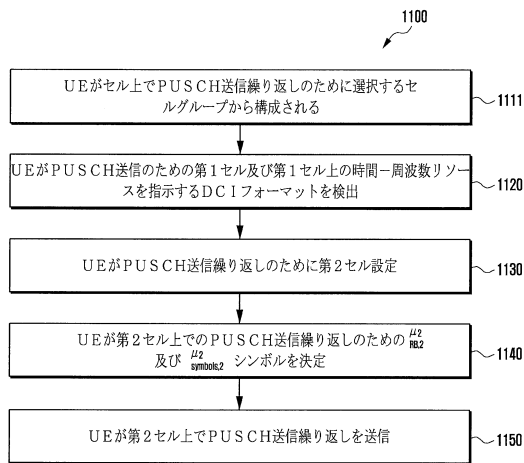 1100
UEがセル上でPUSCH送信繰り返しのために選択するセ
ルグループから構成される
1111
UEがPUSCH送信のための第1セル及び第1セル上の時間-周波数リソー
スを指示するDCIフォーマットを検出
1120
UEがPUSCH送信繰り返しのために第2セル設定
1130
UEが第2セル上でのPUSCH送信繰り返しのための μ2 RB,2
及び μ2 symbols,2 シンボルを決定
1140
UEが第2セル上でPUSCH送信繰り返しを送信
1150